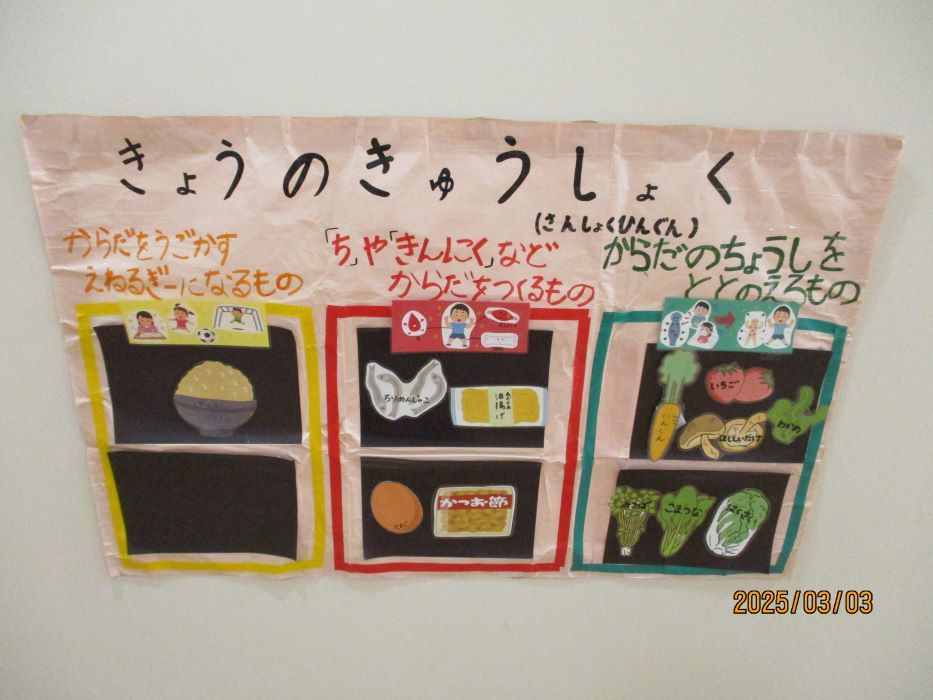 きょうのきゅうしょく
(さんしょくひんぐん)
からだをうごかす
えねるぎーになるもの
「ち」や「きんにく」など
からだをつくるもの
からだのちょうしを
ととのえるもの
ちりめんじゃこ
油揚げ
たまご
かつお節
にんじん
いちご
ほししいたけ
わかめ
こまつな
はくさい
2025/03/03